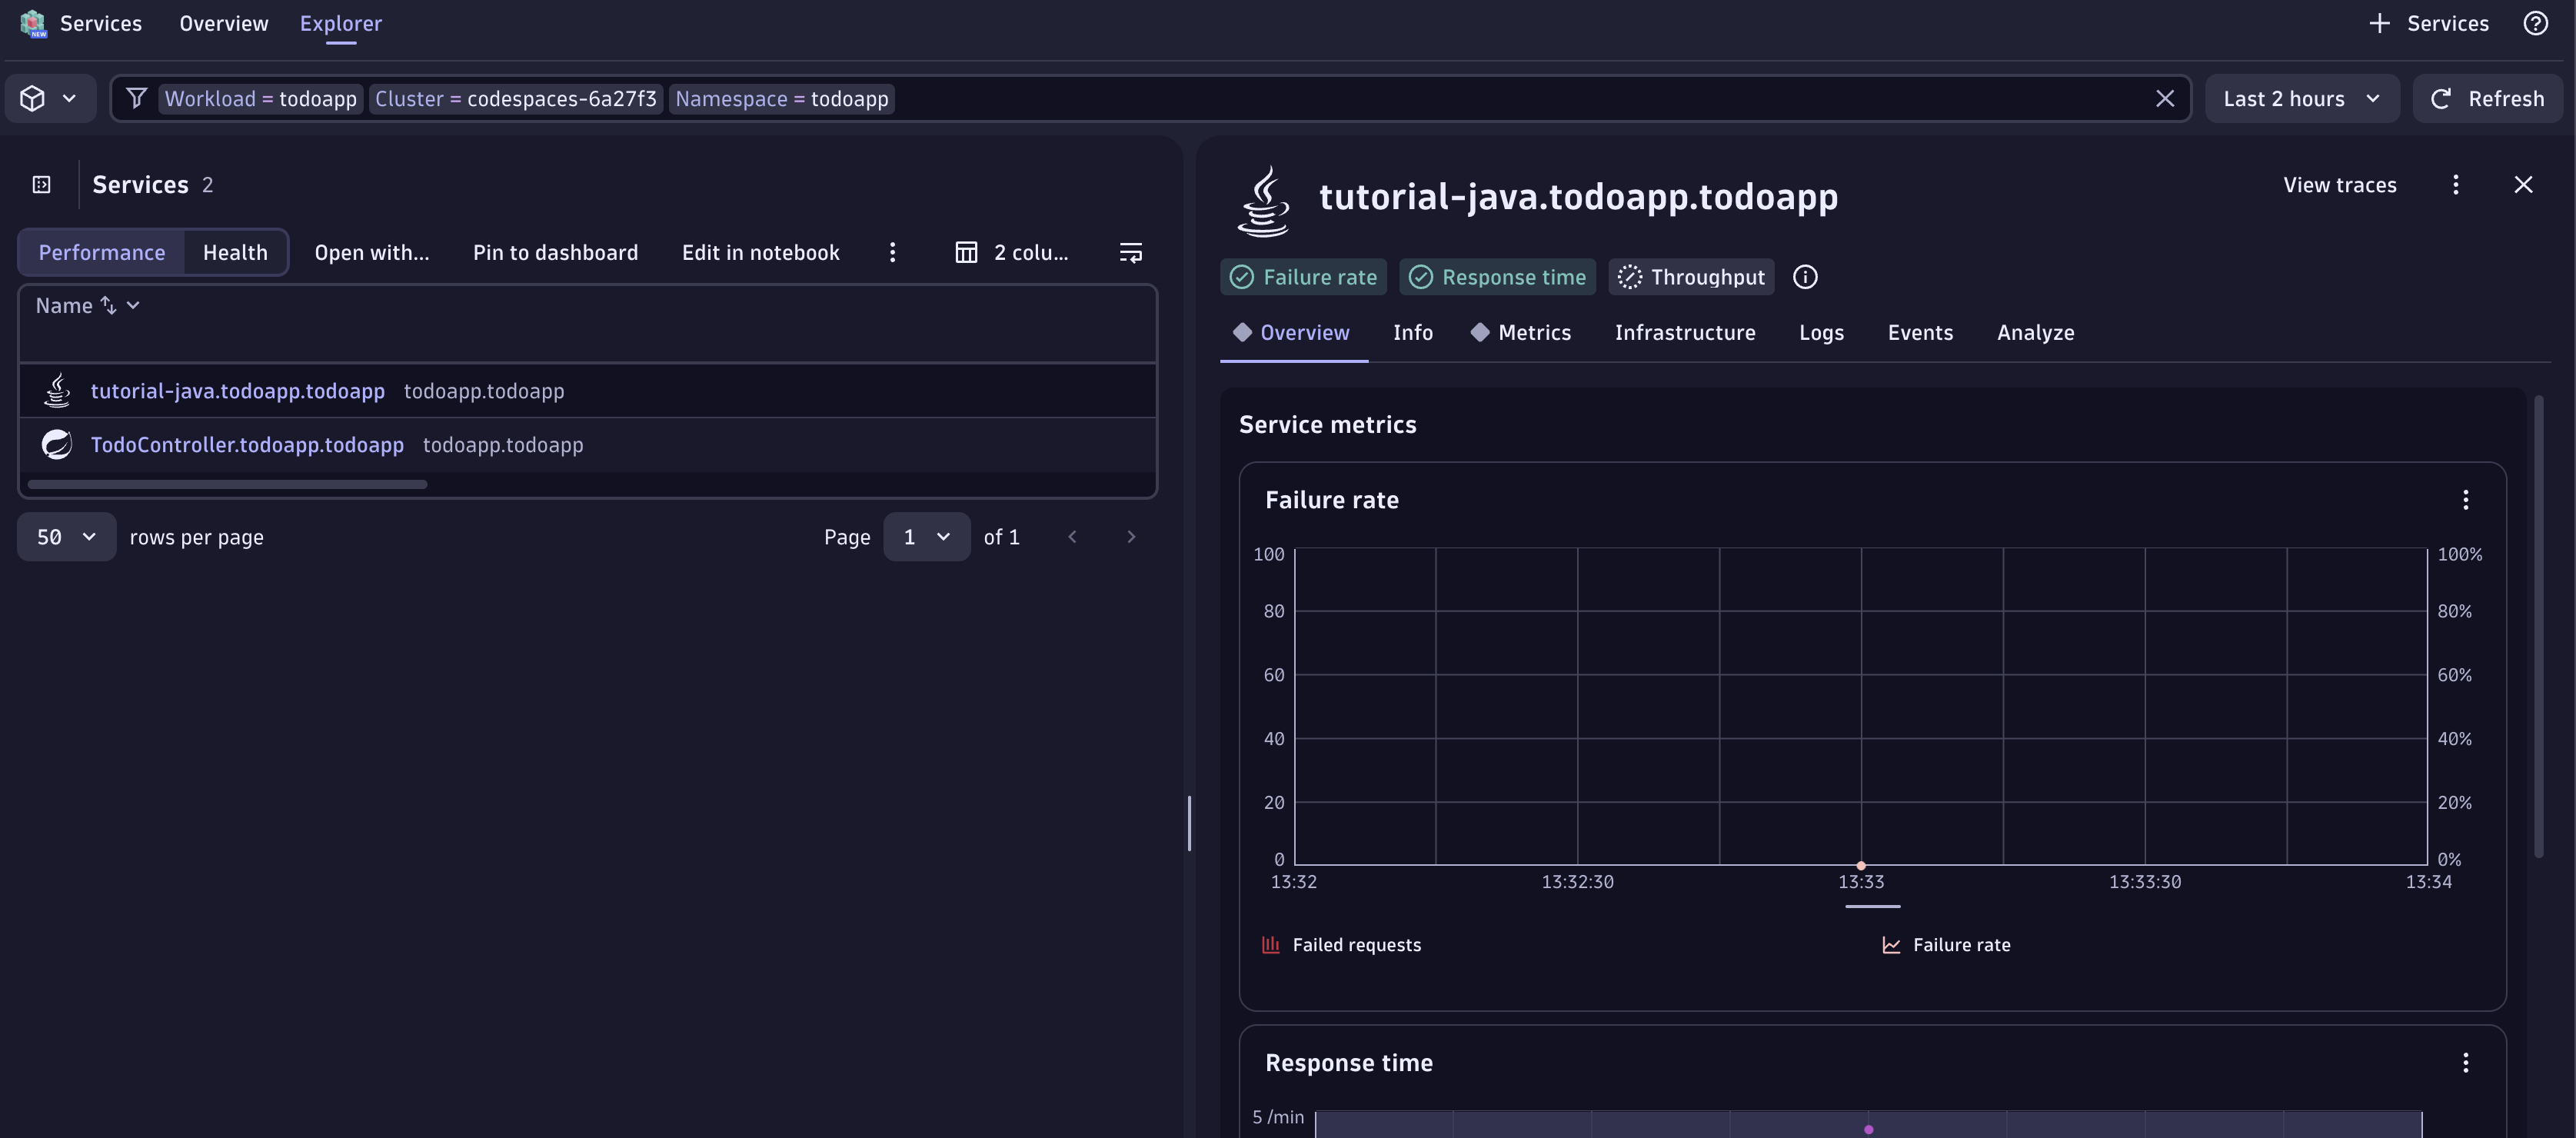 Services Overview Explorer + Services
NEW
Workload = todoapp Cluster = codespaces-6a27f3 Namespace = todoapp Last 2 hours Refresh
Services 2
Performance Health Open with... Pin to dashboard Edit in notebook 2 colu...
Name
tutorial-java.todoapp.todoapp todoapp.todoapp
TodoController.todoapp.todoapp todoapp.todoapp
50 rows per page Page 1 of 1
tutorial-java.todoapp.todoapp View traces
Failure rate Response time Throughput
Overview Info Metrics Infrastructure Logs Events Analyze
Service metrics
Failure rate
100 100%
80 80%
60 60%
40 40%
20 20%
0 0%
13:32 13:32:30 13:33 13:33:30 13:34
Failed requests Failure rate
Response time
5 /min